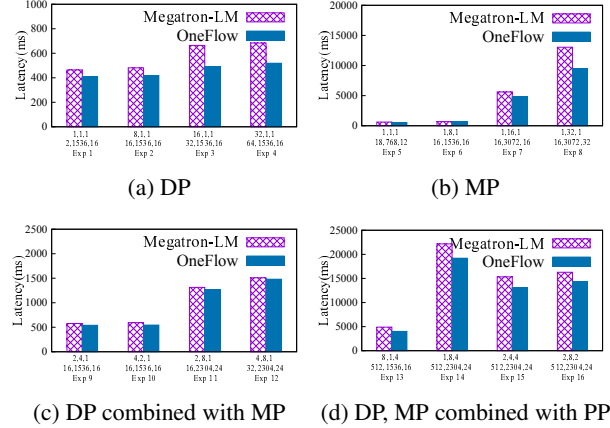 1000
800
600
400
200
0
Latency(ms)
Megatron-LM
OneFlow
1,1,1 8,1,1 16,1,1 32,1,1
2,1536,16 16,1536,16 32,1536,16 64,1536,16
Exp 1 Exp 2 Exp 3 Exp 4
(a) DP
20000
15000
10000
5000
0
Latency(ms)
Megatron-LM
OneFlow
1,1,1 1,8,1 1,16,1 1,32,1
18,768,12 16,1536,16 16,3072,16 16,3072,32
Exp 5 Exp 6 Exp 7 Exp 8
(b) MP
2500
2000
1500
1000
500
0
Latency(ms)
Megatron-LM
OneFlow
2,4,1 4,2,1 2,8,1 4,8,1
16,1536,16 16,1536,16 16,2304,24 32,2304,24
Exp 9 Exp 10 Exp 11 Exp 12
(c) DP combined with MP
25000
20000
15000
10000
5000
0
Latency(ms)
Megatron-LM
OneFlow
8,1,4 1,8,4 2,4,4 2,8,2
512,1536,16 512,2304,24 512,2304,24 512,2304,24
Exp 13 Exp 14 Exp 15 Exp 16
(d) DP, MP combined with PP